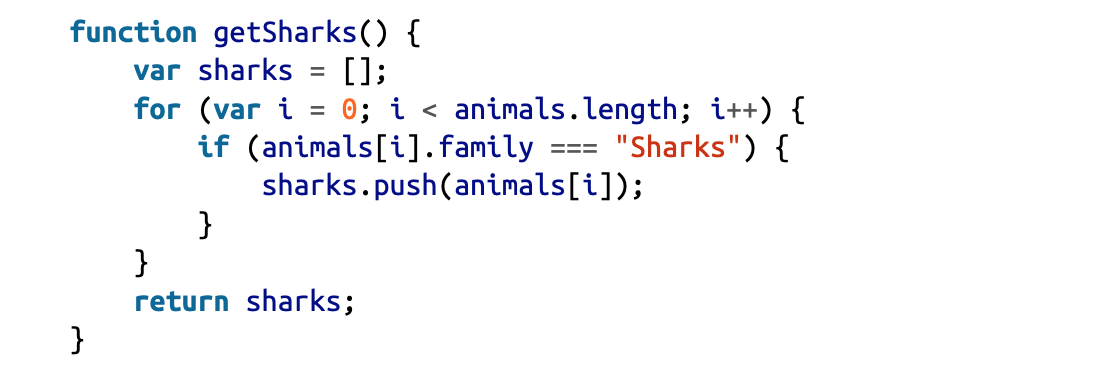 function getSharks() {
    var sharks = [];
    for (var i = 0; i < animals.length; i++) {
        if (animals[i].family === "Sharks") {
            sharks.push(animals[i]);
        }
    }
    return sharks;
}